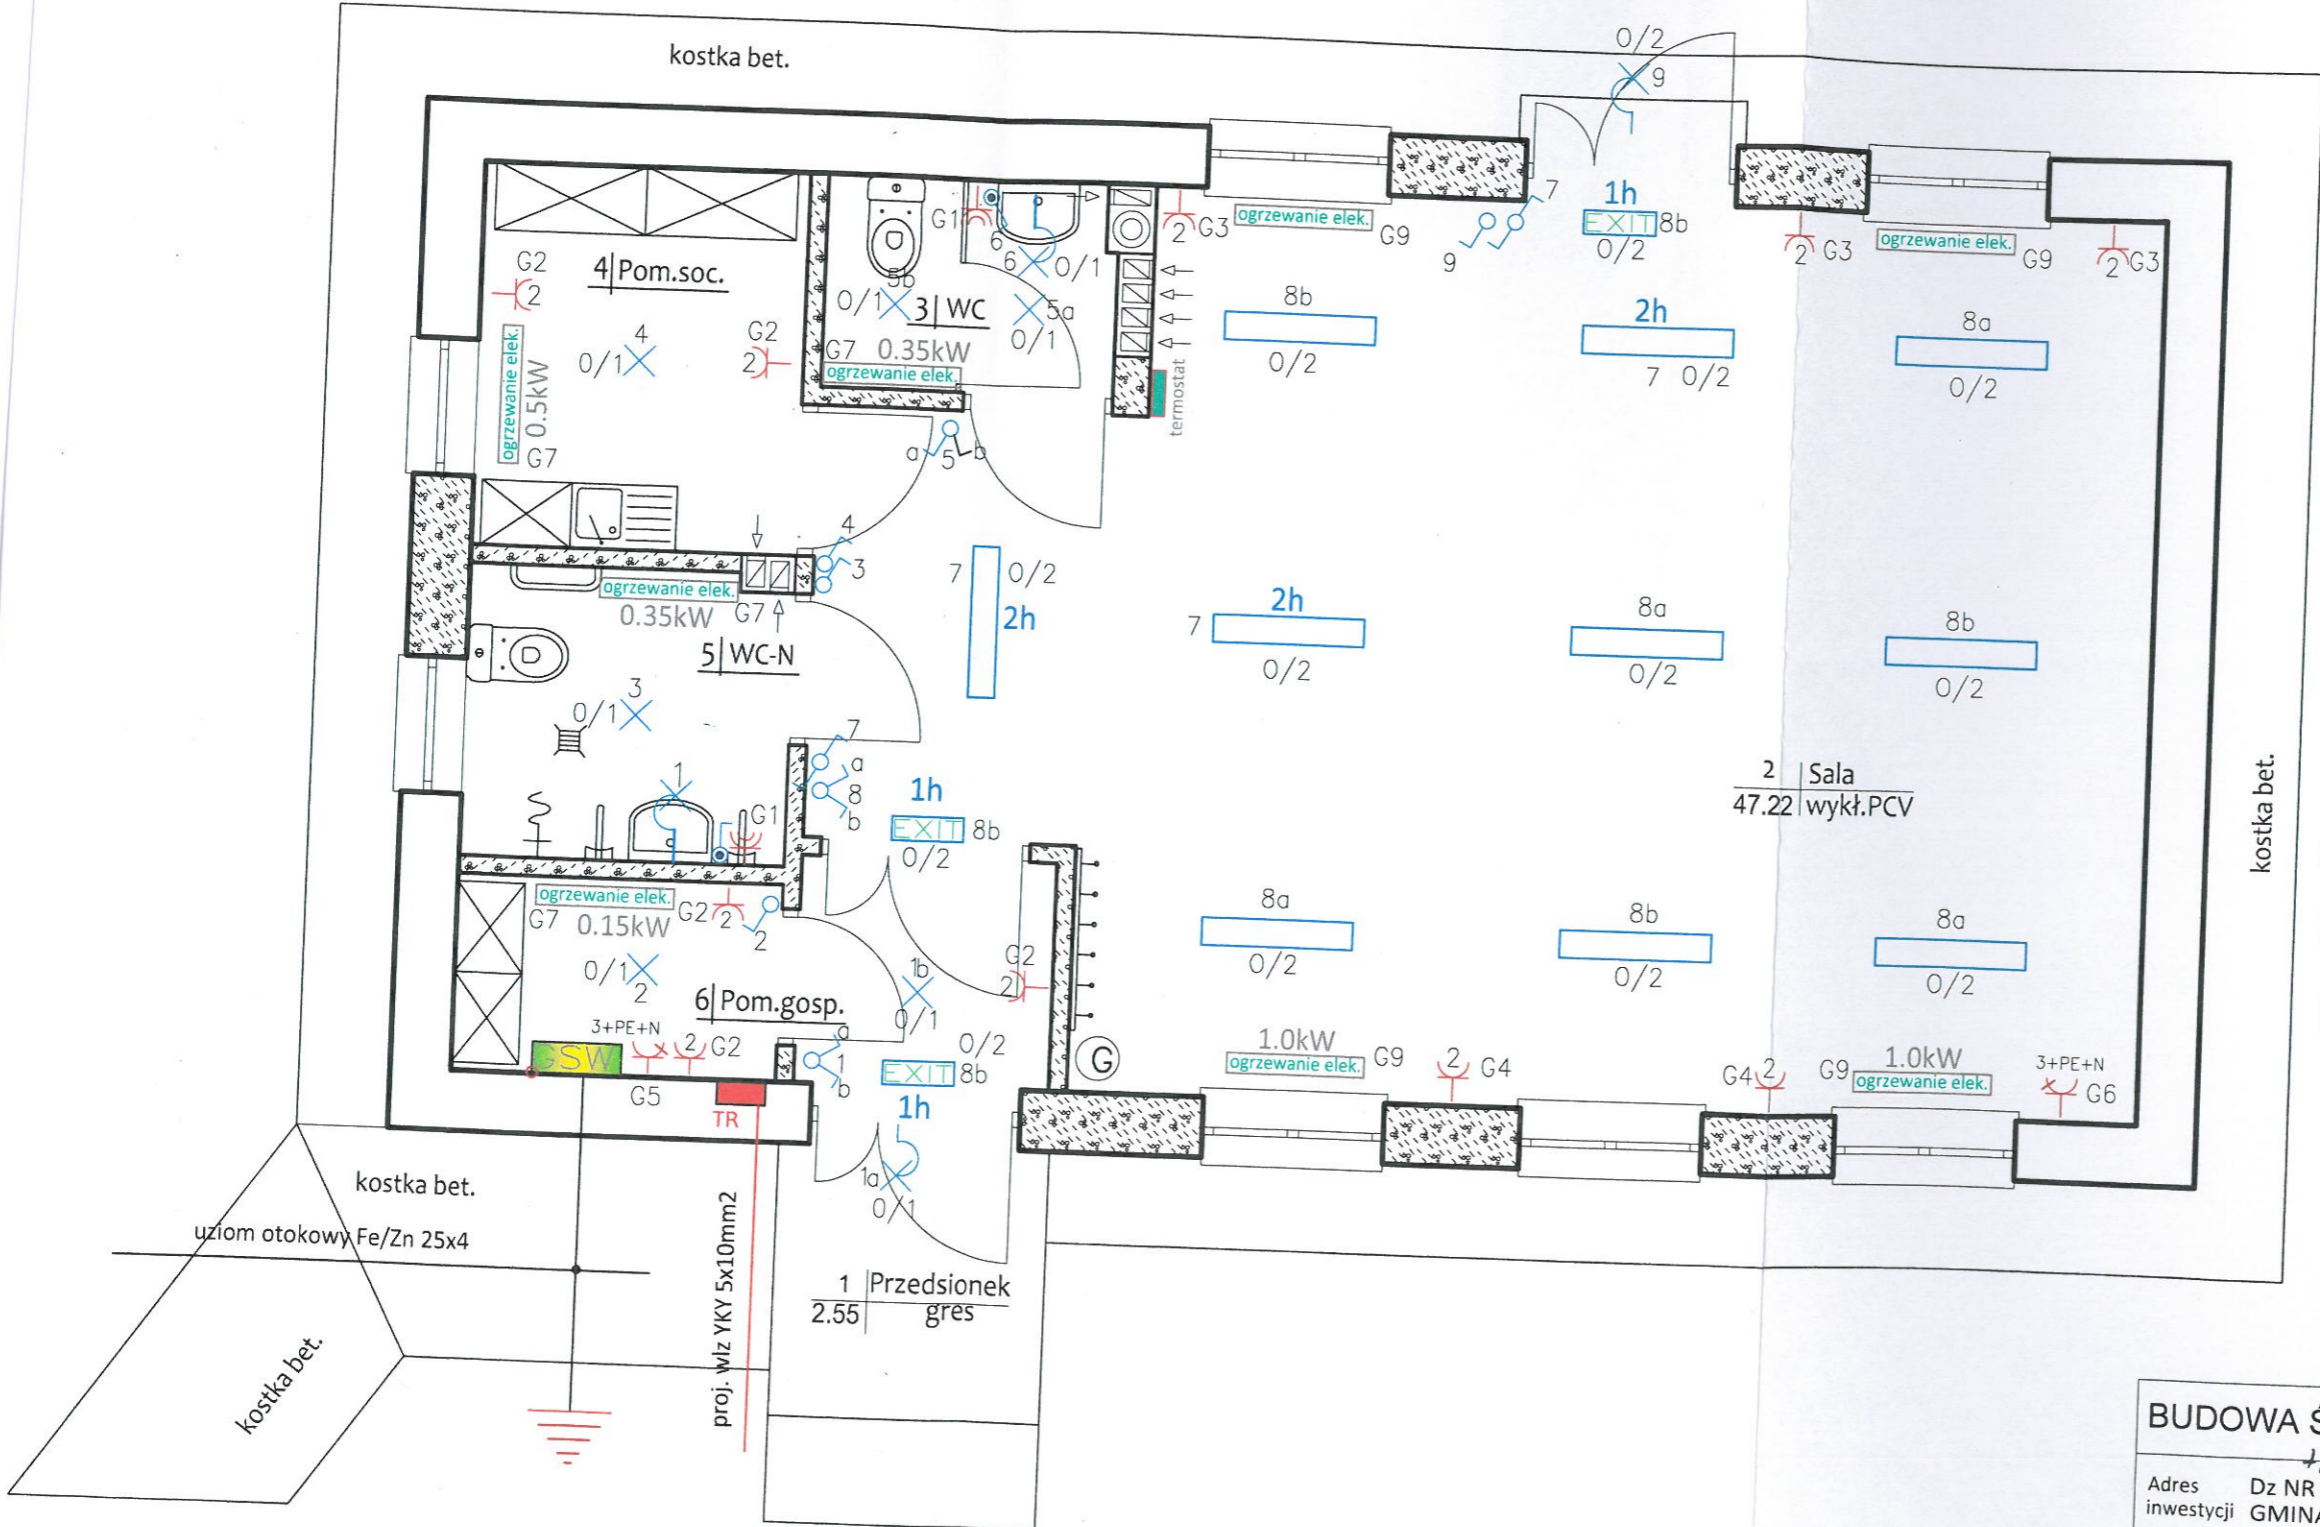 kostka bet.
0/2
9
7
9
1h
EXIT 8b
0/2
G1
6
6
0/1
2 G3
ogrzewanie elek.
G9
2 G3
ogrzewanie elek.
G9
2 G3
G2
2
4 Pom.soc.
5b
0/1
3 WC
5a
0/1
8b
0/2
2h
7 0/2
8a
0/2
4
0/1
G2
2
G7 0.35kW
ogrzewanie elek.
termostat
ogrzewanie elek.
0.5kW
G7
a 5 b
4
3
ogrzewanie elek.
0.35kW
G7
5 WC-N
7 0/2
2h
2h
7
0/2
8a
0/2
8b
0/2
3
0/1
1
G1
7
a
8
b
1h
EXIT 8b
0/2
2 Sala
47.22 wykł.PCV
kostka bet.
ogrzewanie elek.
G7 0.15kW
G2 2
2
0/1
2
6 Pom.gosp.
1b
0/1
G2
2
8a
0/2
8b
0/2
8a
0/2
3+PE+N
GSW
2 G2
G5
TR
a
1
b
0/2
EXIT 8b
1h
G
1.0kW
ogrzewanie elek.
G9
2 G4
G4 2
G9 1.0kW
ogrzewanie elek.
3+PE+N
G6
1a
0/1
kostka bet.
uziom otokowy Fe/Zn 25x4
proj. wlz YKY 5x10mm2
1 Przedsionek
2.55 gres
kostka bet.
BUDOWA
Adres Dz NR
inwestycji GMINA